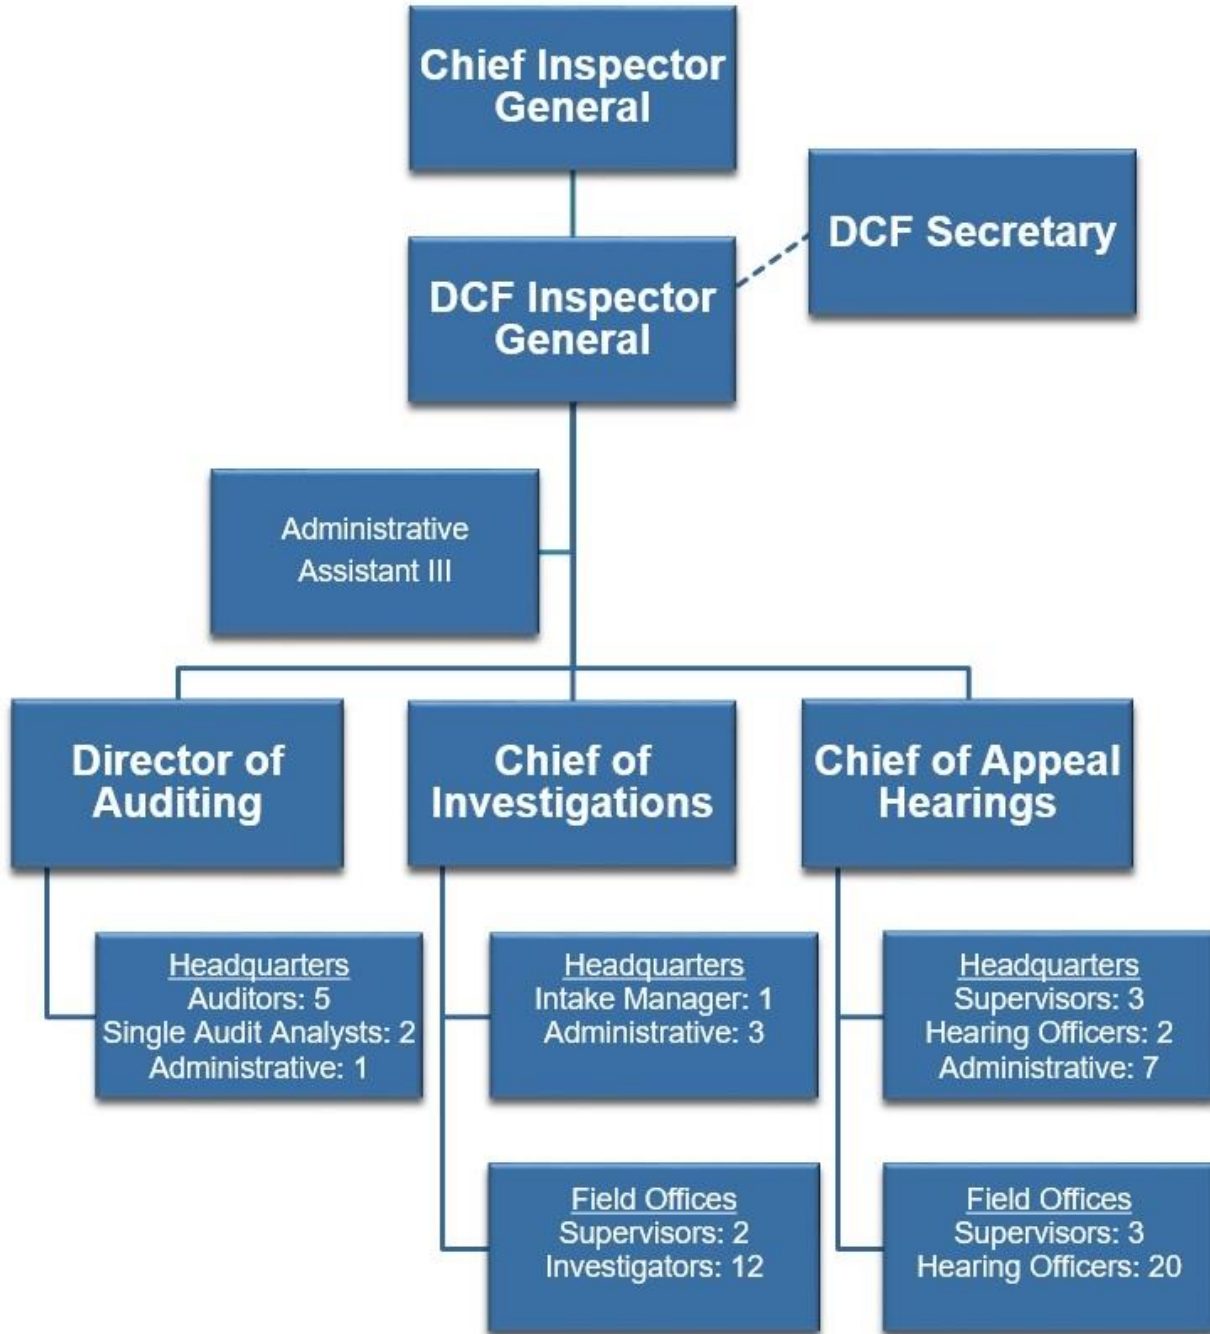 Chief Inspector
General
DCF Secretary
DCF Inspector
General
Administrative
Assistant III
Director of
Auditing
Chief of
Investigations
Chief of Appeal
Hearings
Headquarters
Auditors: 5
Single Audit Analysts: 2
Administrative: 1
Headquarters
Intake Manager: 1
Administrative: 3
Headquarters
Supervisors: 3
Hearing Officers: 2
Administrative: 7
Field Offices
Supervisors: 2
Investigators: 12
Field Offices
Supervisors: 3
Hearing Officers: 20